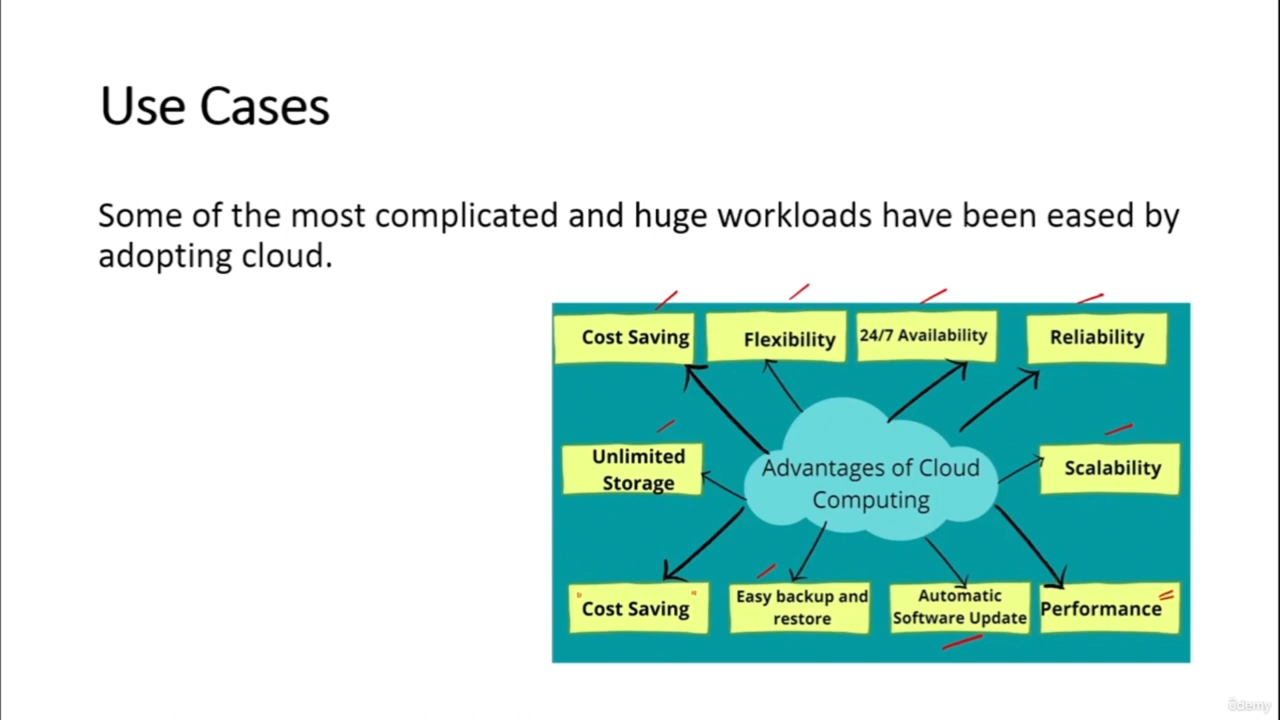 Use Cases
Some of the most complicated and huge workloads have been eased by
adopting cloud.
Cost Saving
Flexibility
24/7 Availability
Reliability
Unlimited
Storage
Advantages of Cloud
Computing
Scalability
Cost Saving
Easy backup and
restore
Automatic
Software Update
Performance
ûdemy